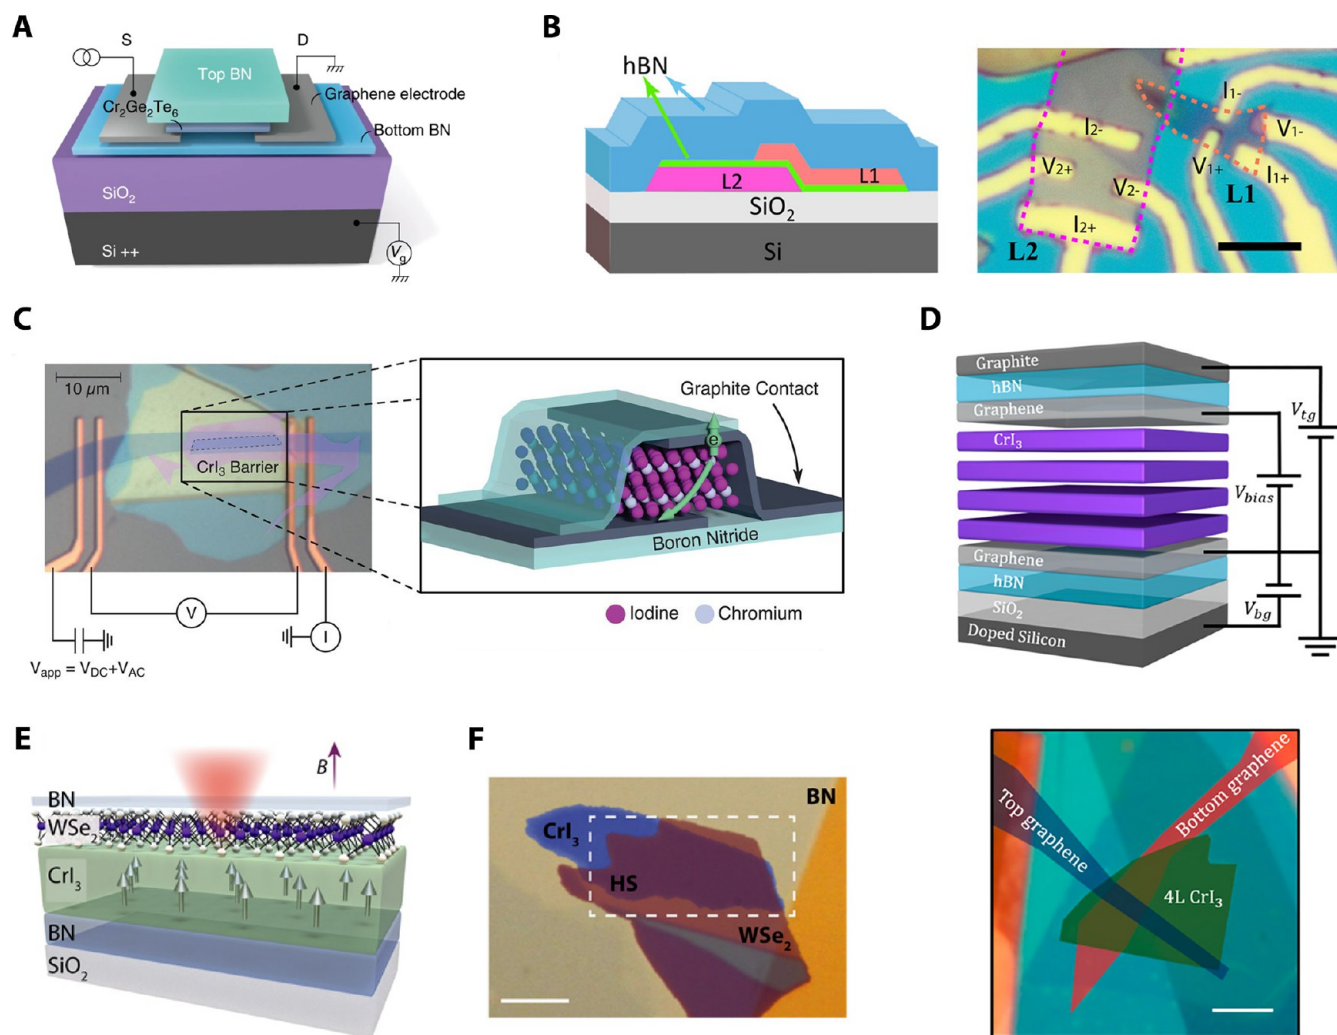 A
S
D
Top BN
Cr₂Ge₂Te₆
Graphene electrode
Bottom BN
SiO₂
Si ++
Vg
B
hBN
L2
L1
SiO₂
Si
I₁₋
I₂₋
V₁₋
V₂₊
V₂₋
V₁₊
I₁₊
L1
I₂₊
L2
C
10 µm
CrI₃ Barrier
V
I
Vapp = VDC+VAC
Graphite Contact
e
Boron Nitride
Iodine
Chromium
D
Graphite
hBN
Graphene
CrI₃
Graphene
hBN
SiO₂
Doped Silicon
Vtg
Vbias
Vbg
Top graphene
Bottom graphene
4L CrI₃
E
B
BN
WSe₂
CrI₃
BN
SiO₂
F
BN
CrI₃
HS
WSe₂